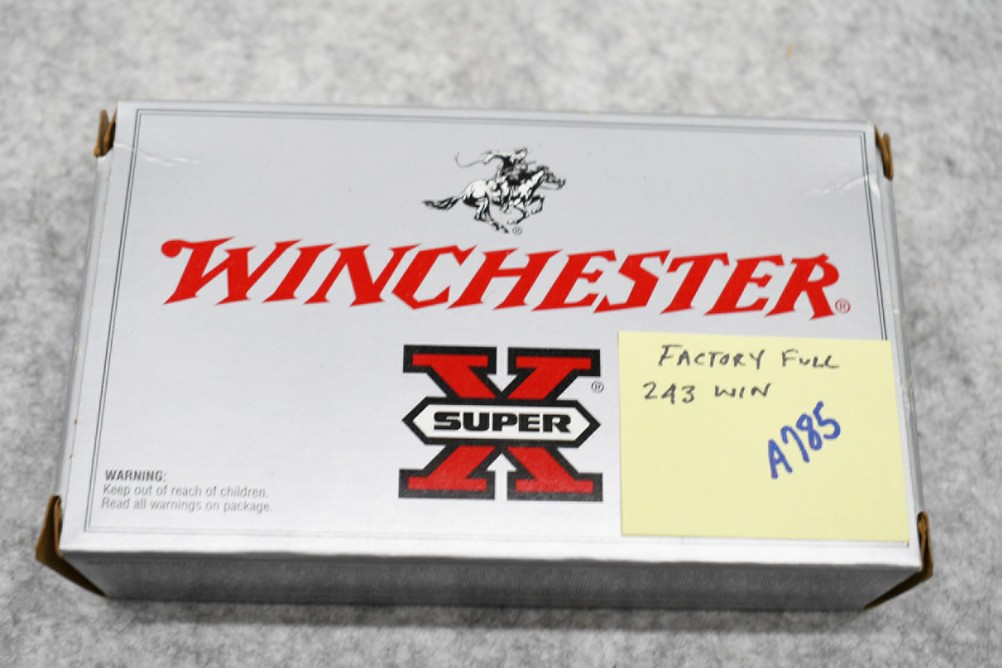 WINCHESTER®
SUPER X®
FACTORY FULL
243 WIN
A785
WARNING:
Keep out of reach of children.
Read all warnings on package.